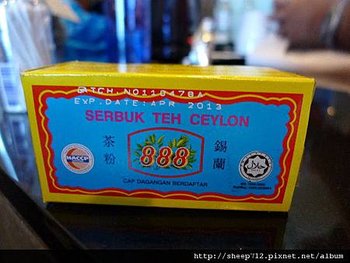 BATCH.NO110478A
EXP.DATE:APR 2013
SERBUK TEH CEYLON
茶粉
888
錫蘭
HACCP
CAP DAGANGAN BERDAFTAR
http://sheep712.pixnet.net/album